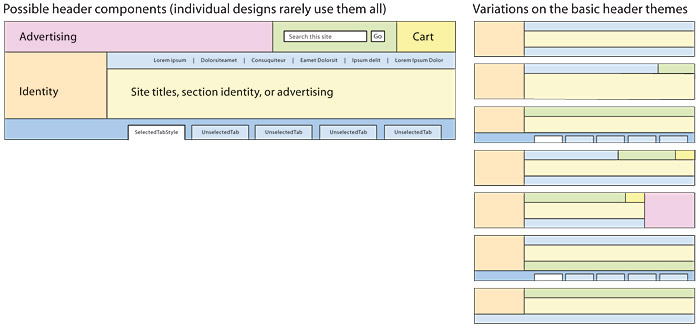 Possible header components (individual designs rarely use them all)
Variations on the basic header themes
Advertising
Search this site
Go
Cart
Lorem ipsum | Dolorsiteamet | Consuquiteur | Eamet Dolorsit | Ipsum delit | Lorem Ipsum Dolor
Identity
Site titles, section identity, or advertising
SelectedTabStyle
UnselectedTab
UnselectedTab
UnselectedTab
UnselectedTab